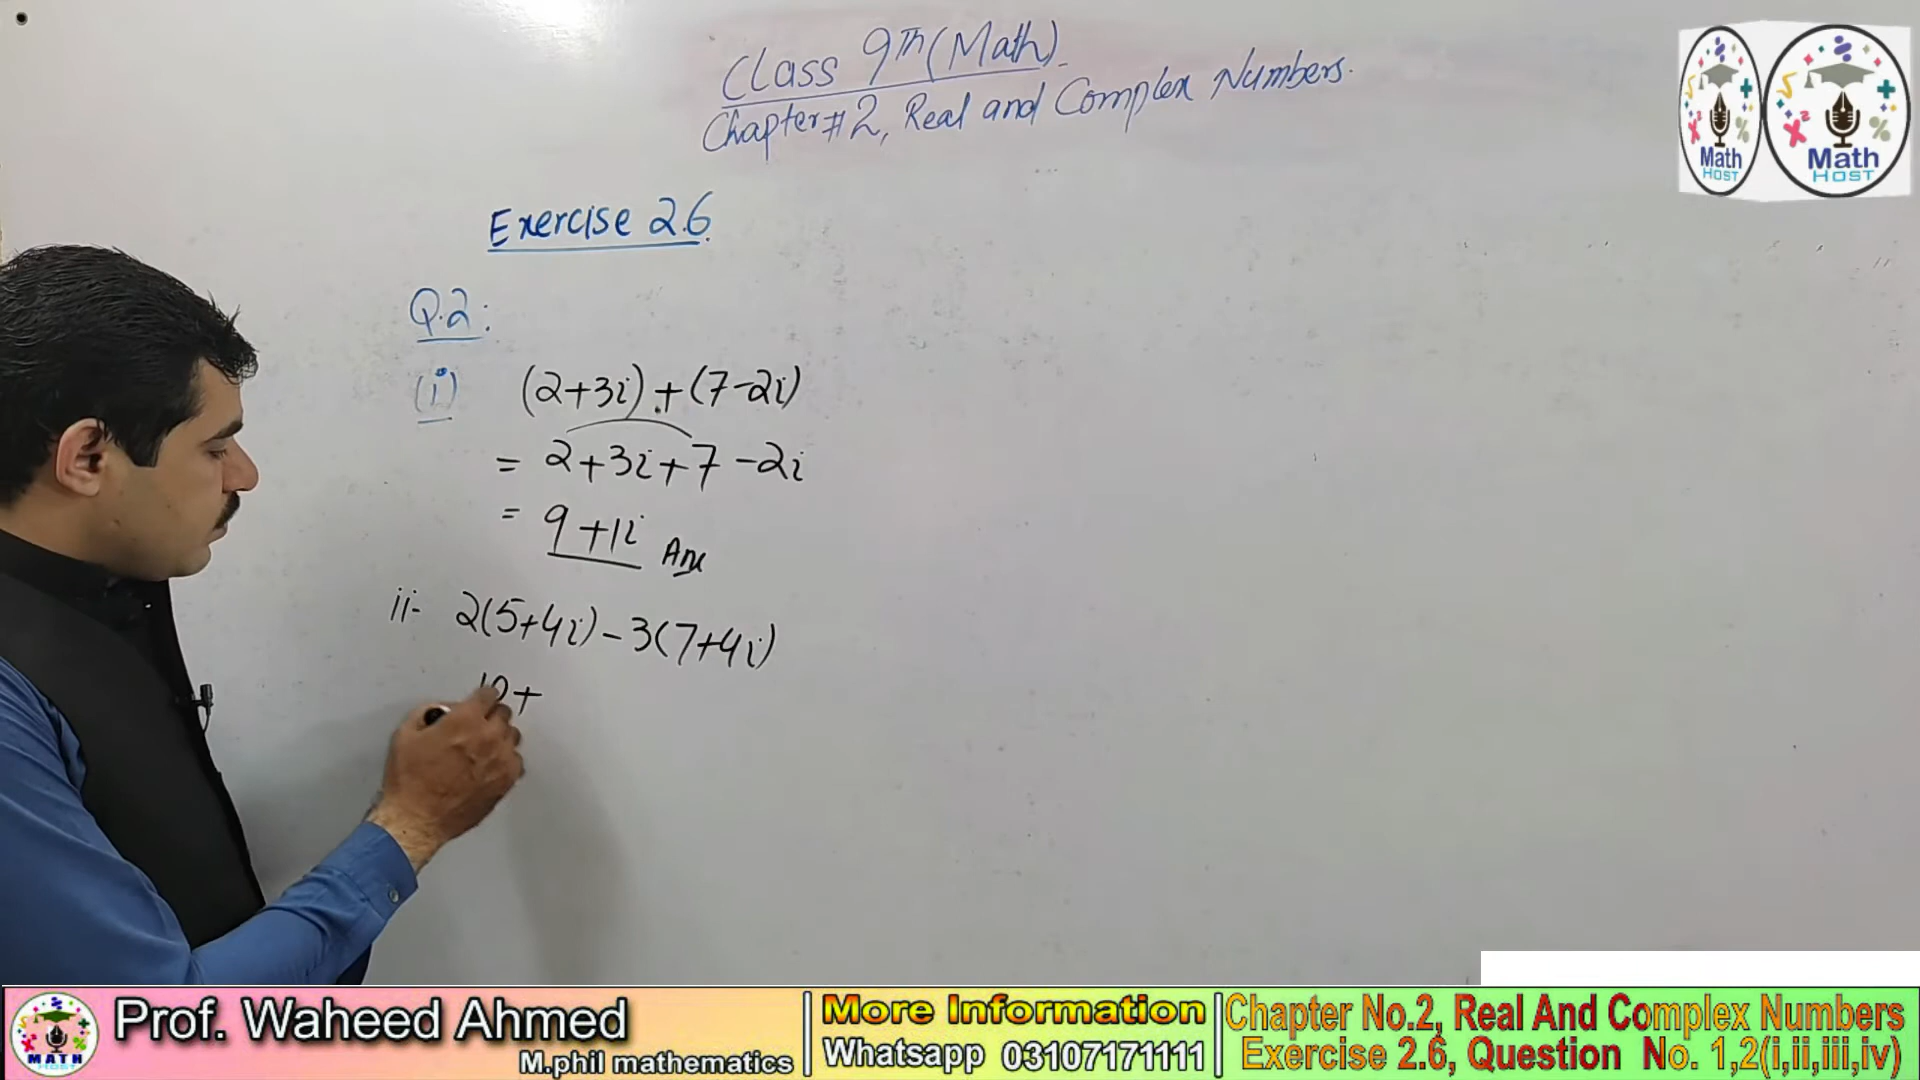 Class 9Th (Math)
Chapter # 2, Real and Complex Numbers.
Math
HOST
Math
HOST
Exercise 2.6
Q.2:
(i) (2+3i)+(7-2i)
= 2+3i+7-2i
= 9+1i Ans
ii- 2(5+4i)-3(7+4i)
10+
MATH
Prof. Waheed Ahmed
M.phil mathematics
More Information
Whatsapp 03107171111
Chapter No.2, Real And Complex Numbers
Exercise 2.6, Question No. 1,2(i,ii,iii,iv)